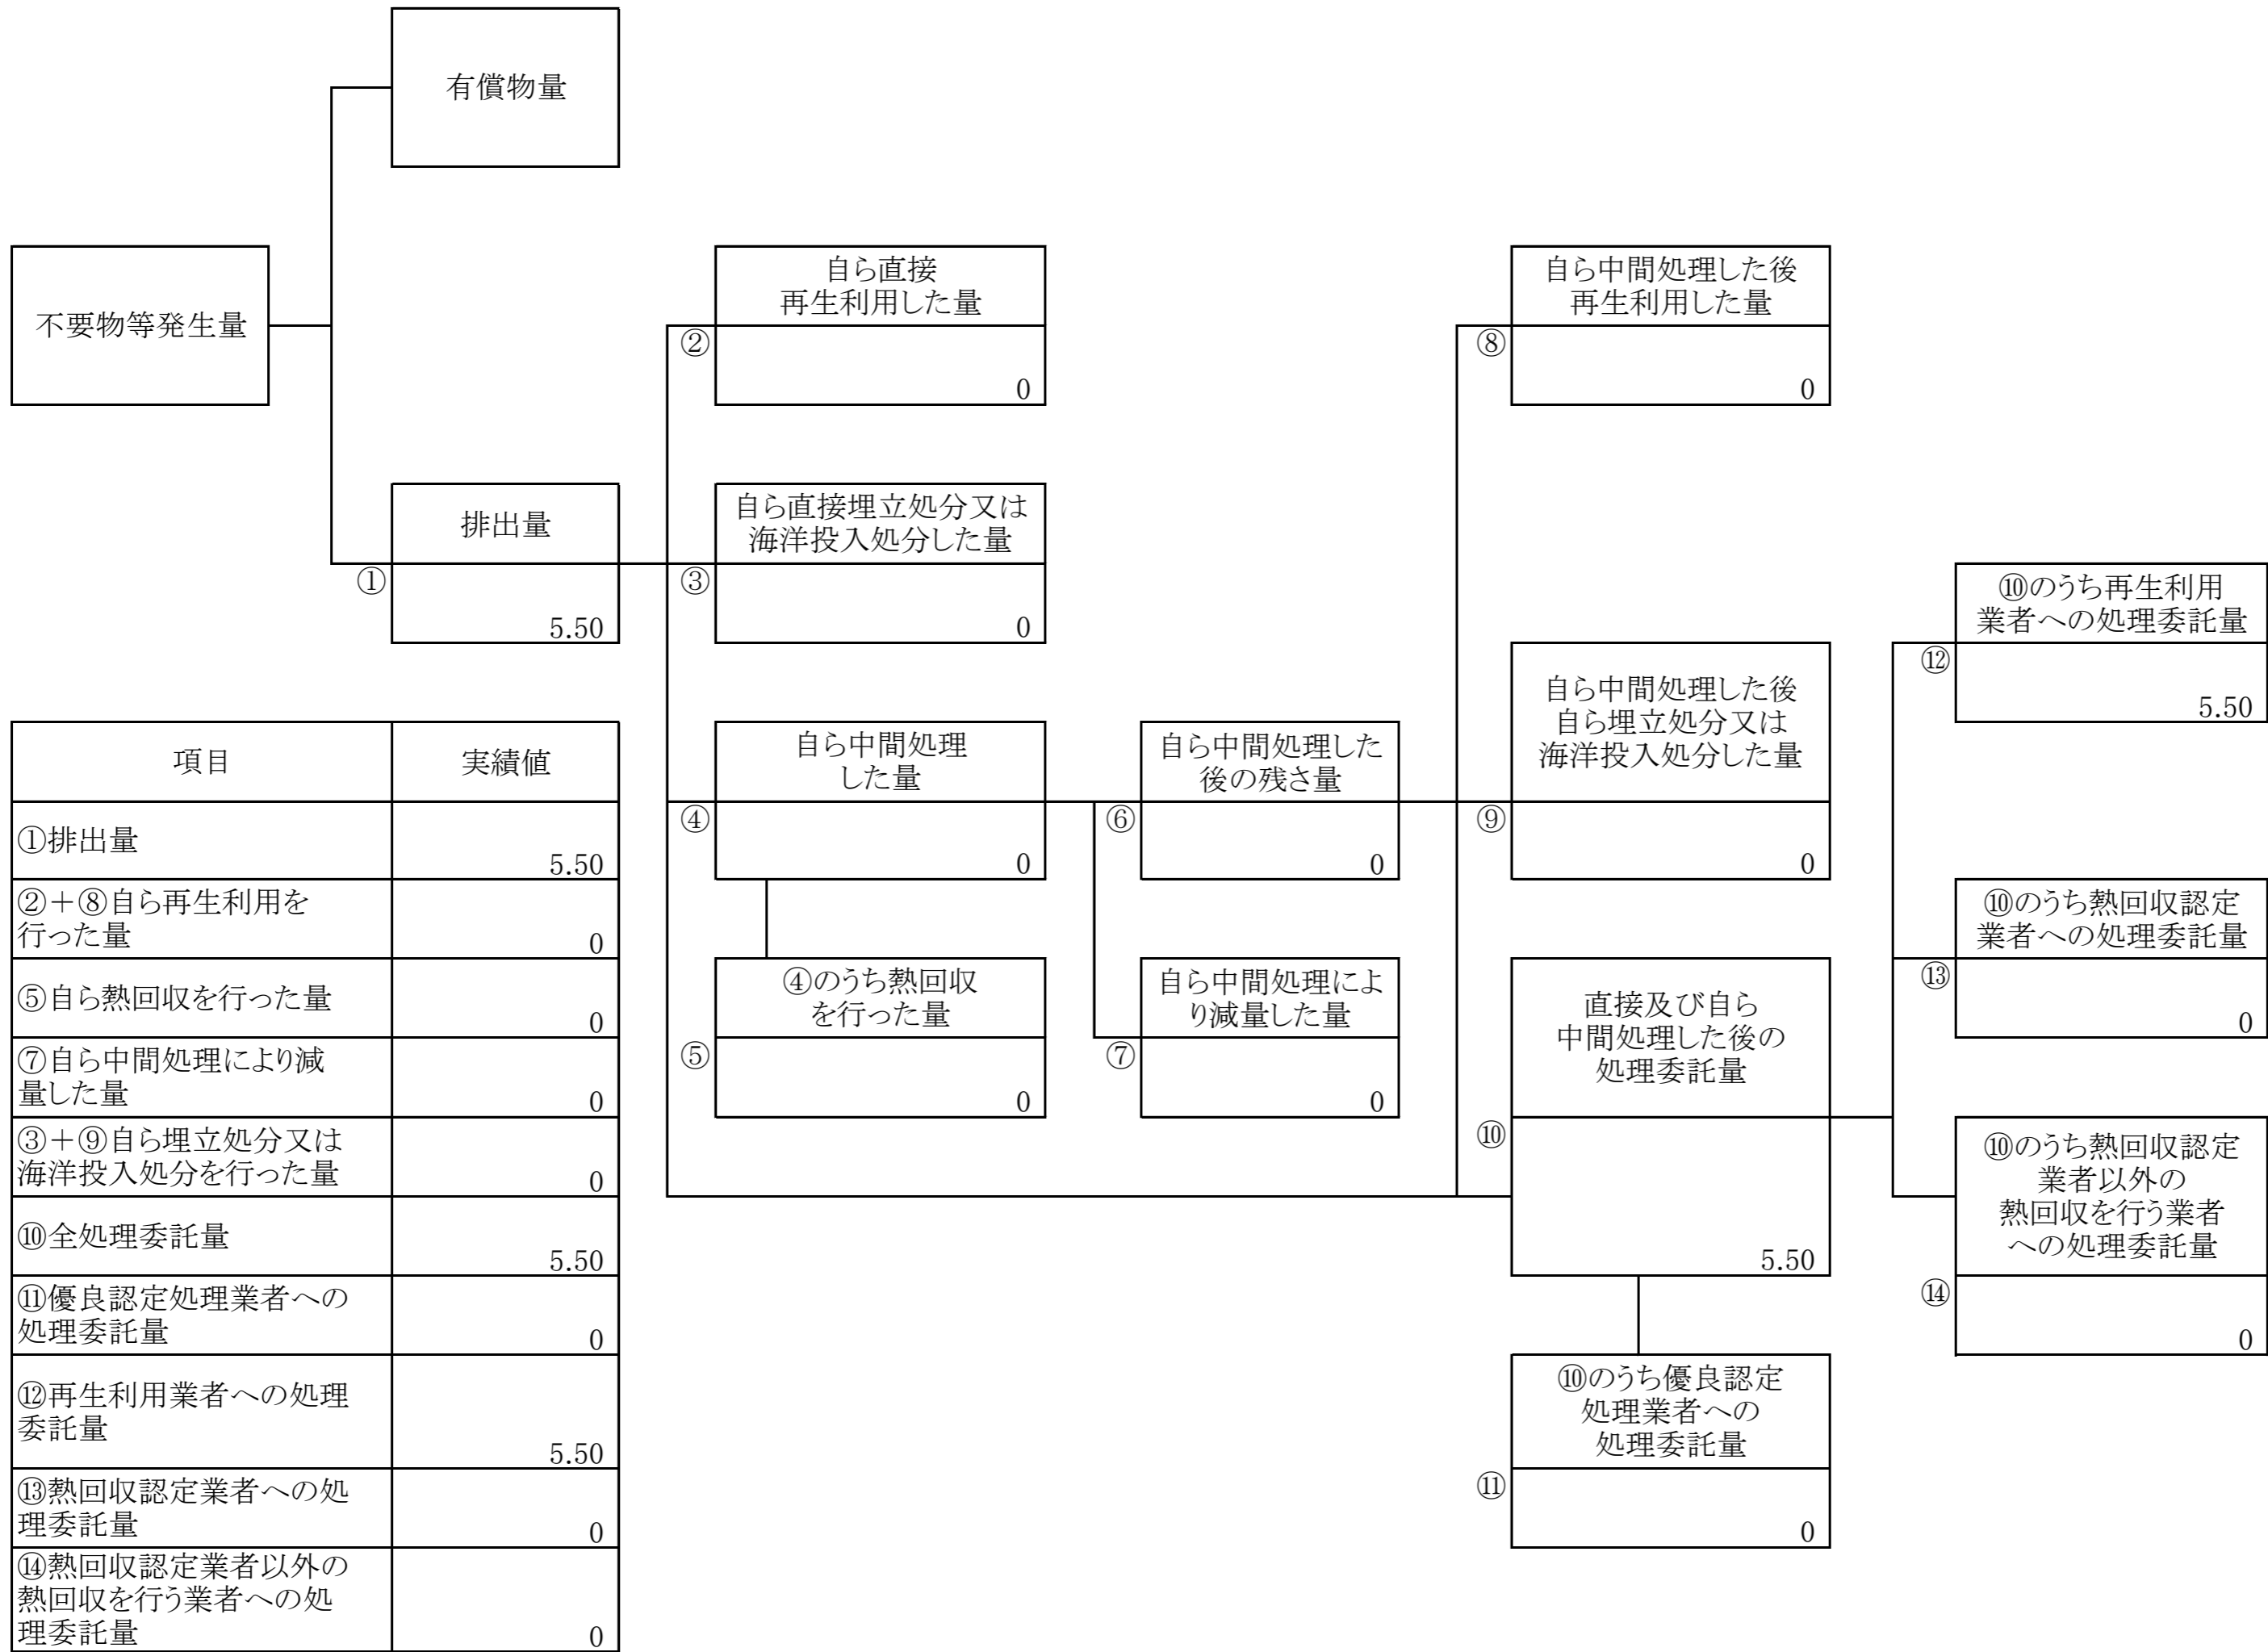 有償物量
不要物等発生量
自ら直接
再生利用した量
②
0
自ら中間処理した後
再生利用した量
⑧
0
排出量
①
5.50
自ら直接埋立処分又は
海洋投入処分した量
③
0
⑩のうち再生利用
業者への処理委託量
⑫
5.50
自ら中間処理
した量
④
0
自ら中間処理した
後の残さ量
⑥
0
自ら中間処理した後
自ら埋立処分又は
海洋投入処分した量
⑨
0
⑩のうち熱回収認定
業者への処理委託量
⑬
0
④のうち熱回収
を行った量
⑤
0
自ら中間処理によ
り減量した量
⑦
0
直接及び自ら
中間処理した後の
処理委託量
⑩
5.50
⑩のうち熱回収認定
業者以外の
熱回収を行う業者
への処理委託量
⑭
0
⑩のうち優良認定
処理業者への
処理委託量
⑪
0
項目 実績値
①排出量
5.50
②＋⑧自ら再生利用を
行った量 0
⑤自ら熱回収を行った量
0
⑦自ら中間処理により減
量した量 0
③＋⑨自ら埋立処分又は
海洋投入処分を行った量 0
⑩全処理委託量
5.50
⑪優良認定処理業者への
処理委託量 0
⑫再生利用業者への処理
委託量
5.50
⑬熱回収認定業者への処
理委託量 0
⑭熱回収認定業者以外の
熱回収を行う業者への処
理委託量 0